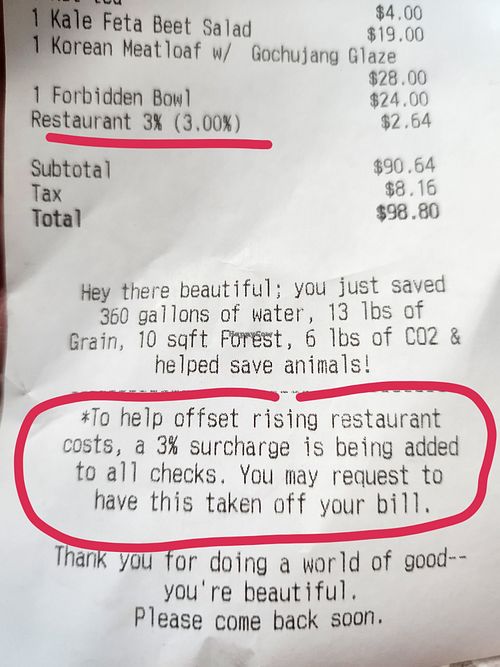 $4.00
1 Kale Feta Beet Salad $19.00
1 Korean Meatloaf w/ Gochujang Glaze
$28.00
1 Forbidden Bowl $24.00
Restaurant 3% (3.00%) $2.64
Subtotal $90.64
Tax $8.16
Total $98.80
Hey there beautiful; you just saved
360 gallons of water, 13 lbs of
Grain, 10 sqft Forest, 6 lbs of CO2 &
helped save animals!
*To help offset rising restaurant
costs, a 3% surcharge is being added
to all checks. You may request to
have this taken off your bill.
Thank you for doing a world of good--
you're beautiful.
Please come back soon.